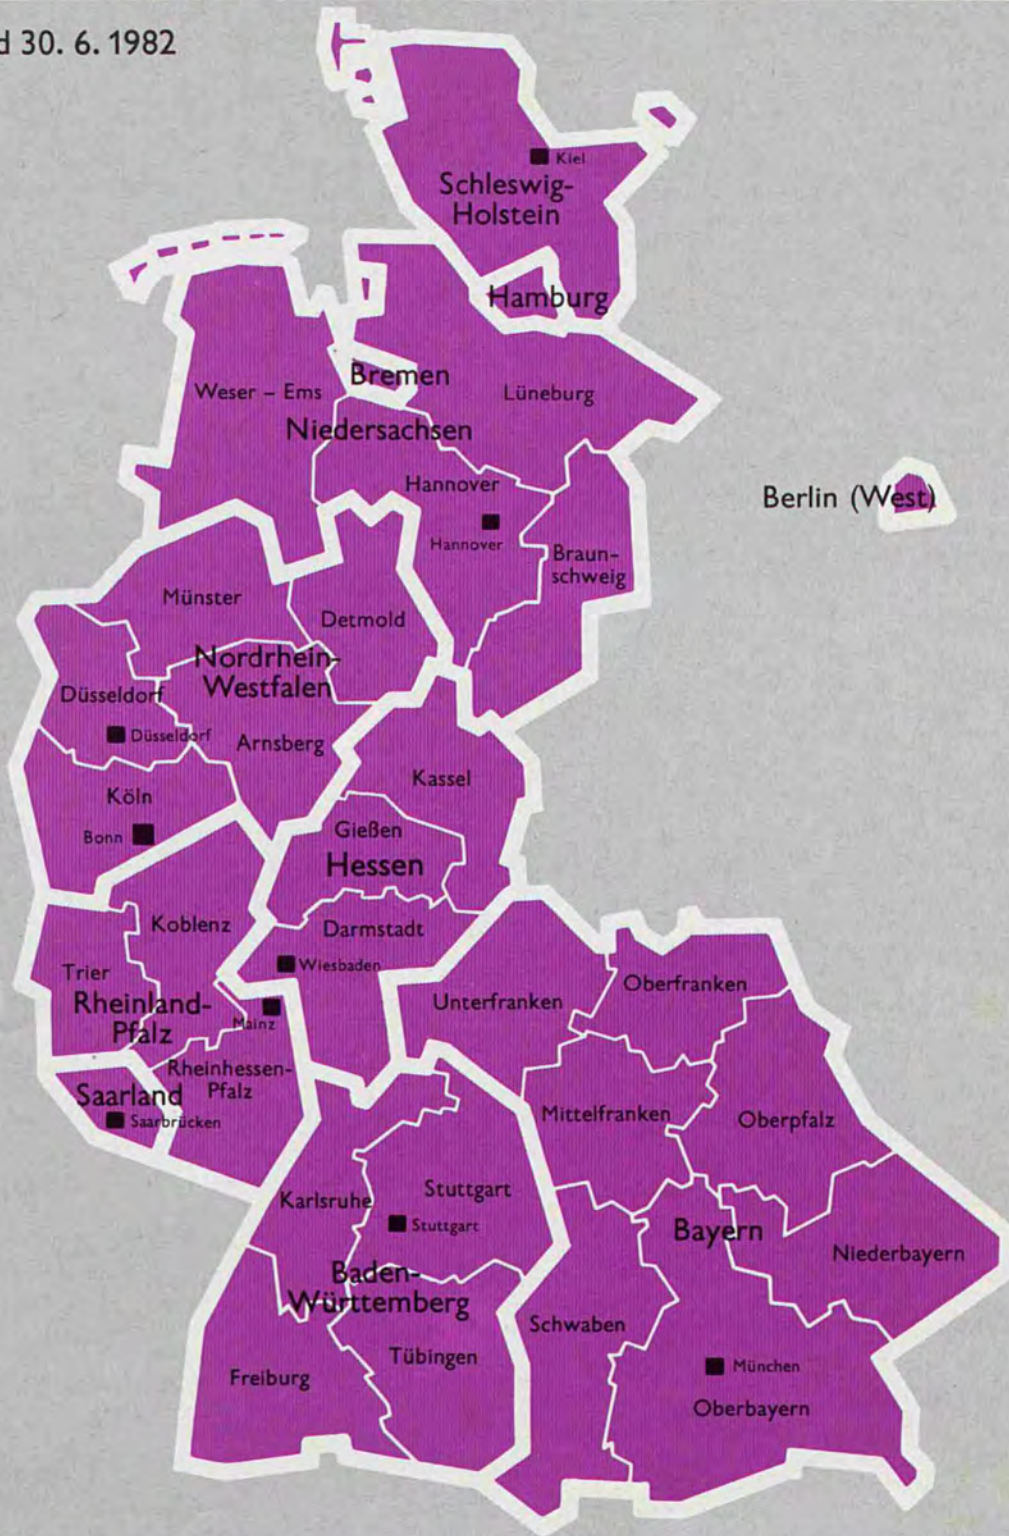 d 30. 6. 1982
Kiel
Schleswig-
Holstein
Hamburg
Bremen
Weser – Ems
Lüneburg
Niedersachsen
Hannover
Hannover
Braun-
schweig
Berlin (West)
Münster
Detmold
Nordrhein-
Westfalen
Düsseldorf
Düsseldorf
Arnsberg
Köln
Bonn
Kassel
Gießen
Hessen
Darmstadt
Wiesbaden
Koblenz
Trier
Rheinland-
Pfalz
Mainz
Rheinhessen-
Pfalz
Saarland
Saarbrücken
Unterfranken
Oberfranken
Mittelfranken
Oberpfalz
Karlsruhe
Stuttgart
Stuttgart
Baden-
Württemberg
Freiburg
Tübingen
Bayern
Niederbayern
Schwaben
München
Oberbayern